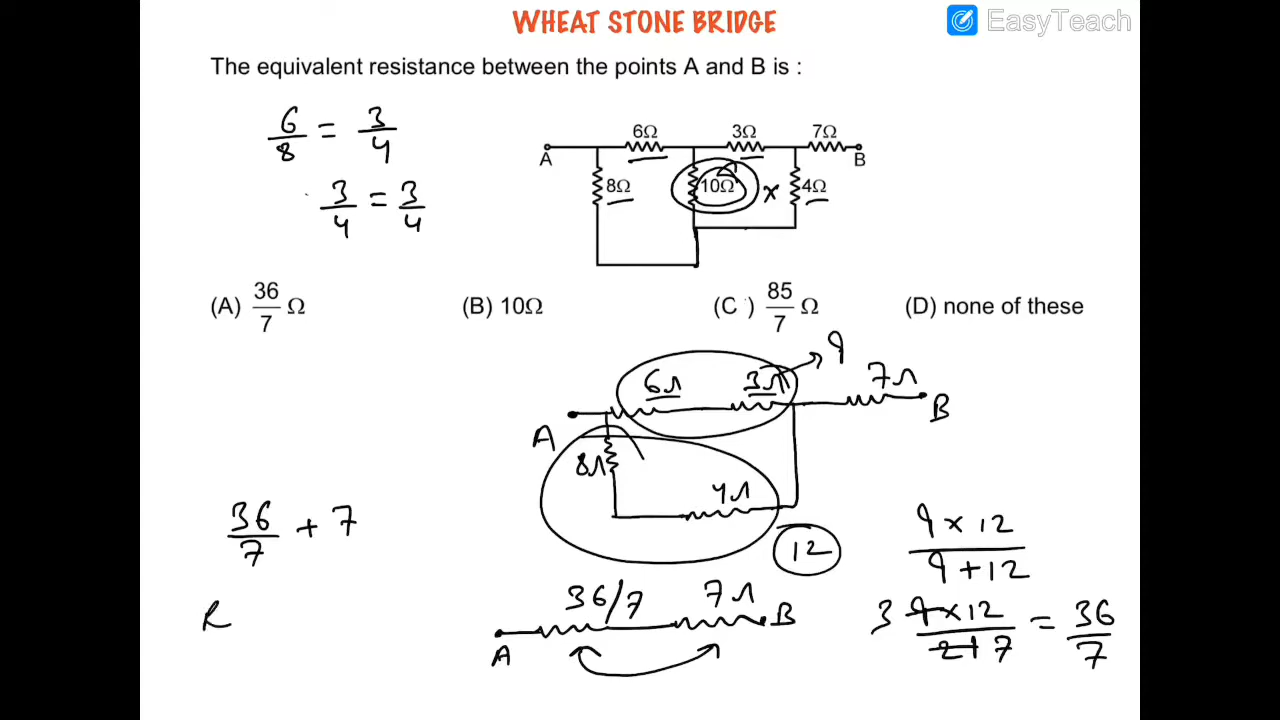 WHEAT STONE BRIDGE
EasyTeach
The equivalent resistance between the points A and B is :
6/8 = 3/4
3/4 = 3/4
6Ω 3Ω 7Ω
A B
8Ω 10Ω x 4Ω
(A) 36/7 Ω (B) 10Ω (C ) 85/7 Ω (D) none of these
9
6Ω 3Ω 7Ω
A B
8Ω 4Ω
12
36/7 + 7
9 x 12
9 + 12
36/7 7Ω
A B
3 9 x 12 / 21 7 = 36/7
R